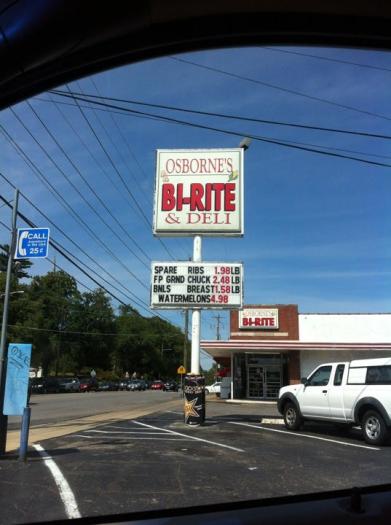 OSBORNE'S
BI-RITE
& DELI
SPARE RIBS 1.98LB
FP GRND CHUCK 2.48LB
BNLS BREAST 1.58LB
WATERMELONS 4.98
CALL
25¢
OSBORNE'S
BI-RITE